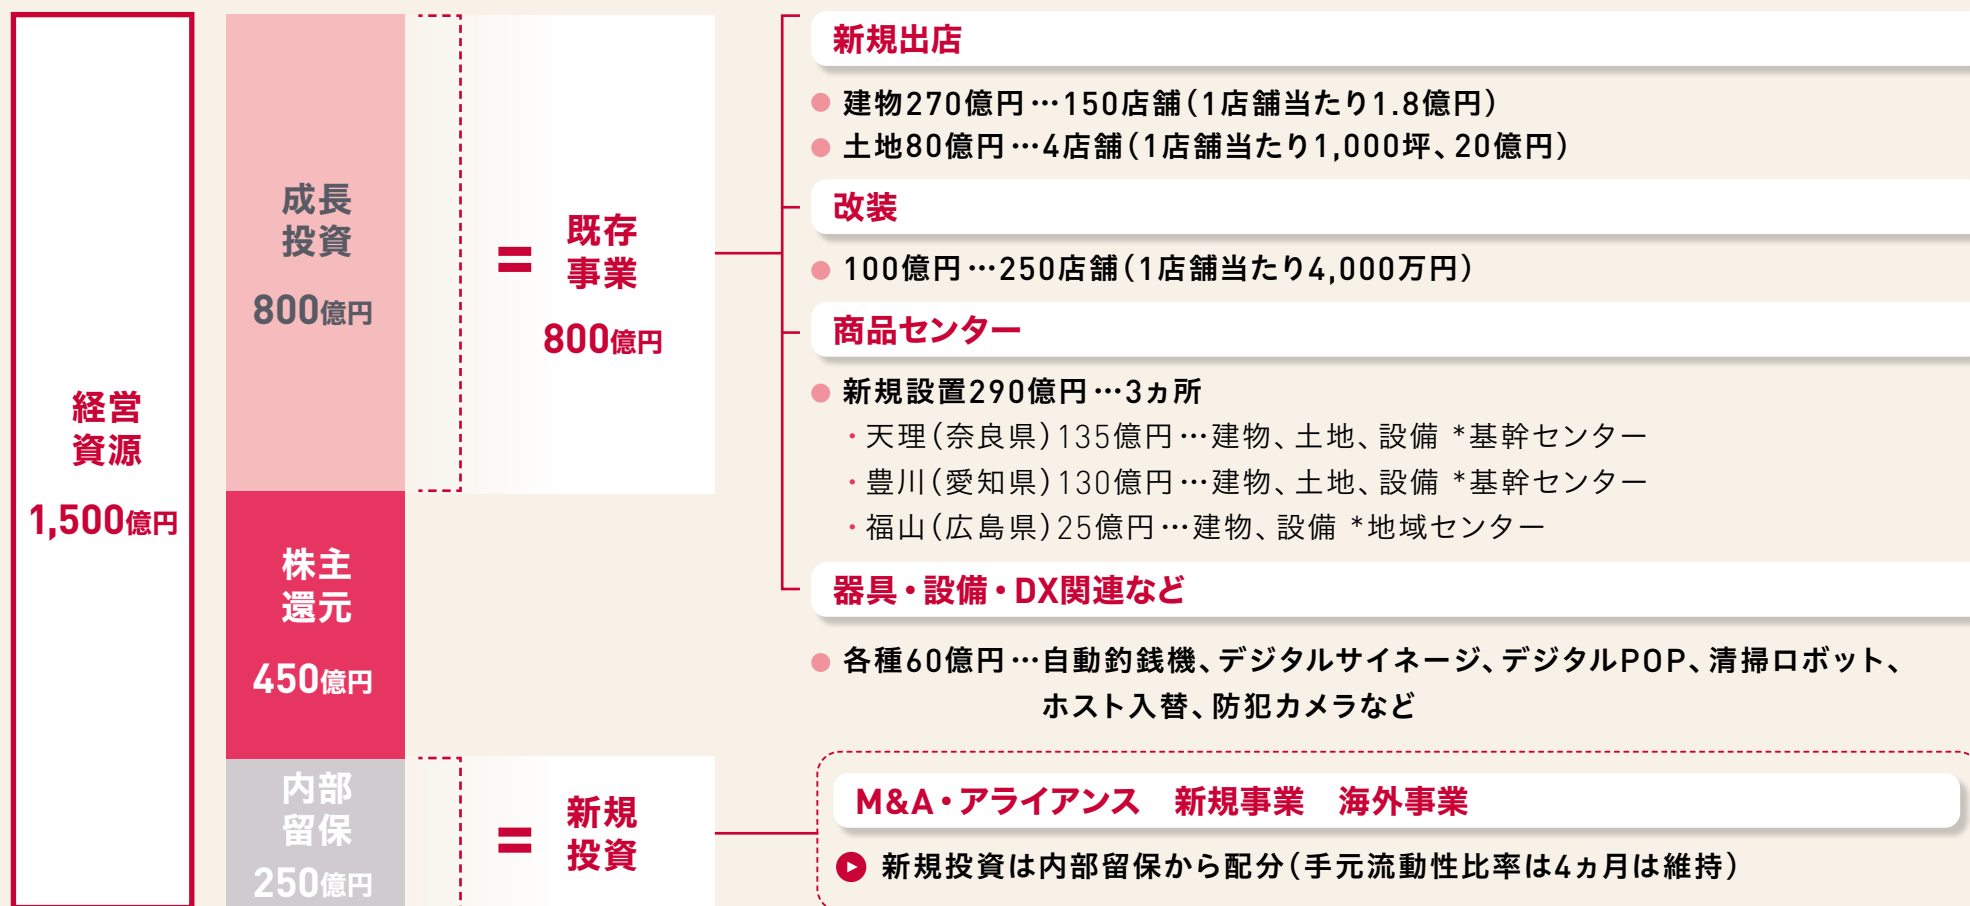 経営
資源
1,500億円
成長
投資
800億円
株主
還元
450億円
内部
留保
250億円
= 既存
事業
800億円
新規出店
● 建物270億円…150店舗(1店舗当たり1.8億円)
● 土地80億円…4店舗(1店舗当たり1,000坪、20億円)
改装
● 100億円…250店舗(1店舗当たり4,000万円)
商品センター
● 新規設置290億円…3ヵ所
・天理(奈良県)135億円…建物、土地、設備 *基幹センター
・豊川(愛知県)130億円…建物、土地、設備 *基幹センター
・福山(広島県)25億円…建物、設備 *地域センター
器具・設備・DX関連など
● 各種60億円…自動釣銭機、デジタルサイネージ、デジタルPOP、清掃ロボット、
ホスト入替、防犯カメラなど
= 新規
投資
M&A・アライアンス 新規事業 海外事業
新規投資は内部留保から配分(手元流動性比率は4ヵ月は維持)